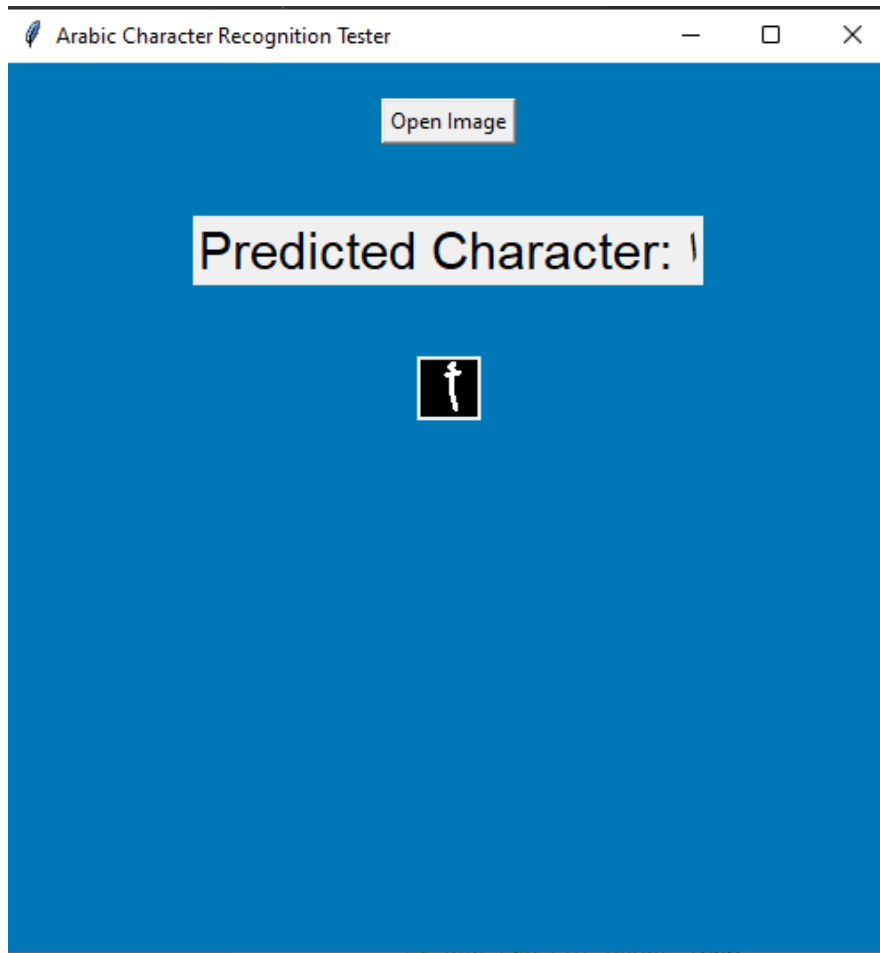 Arabic Character Recognition Tester
Open Image
Predicted Character: ا
أ